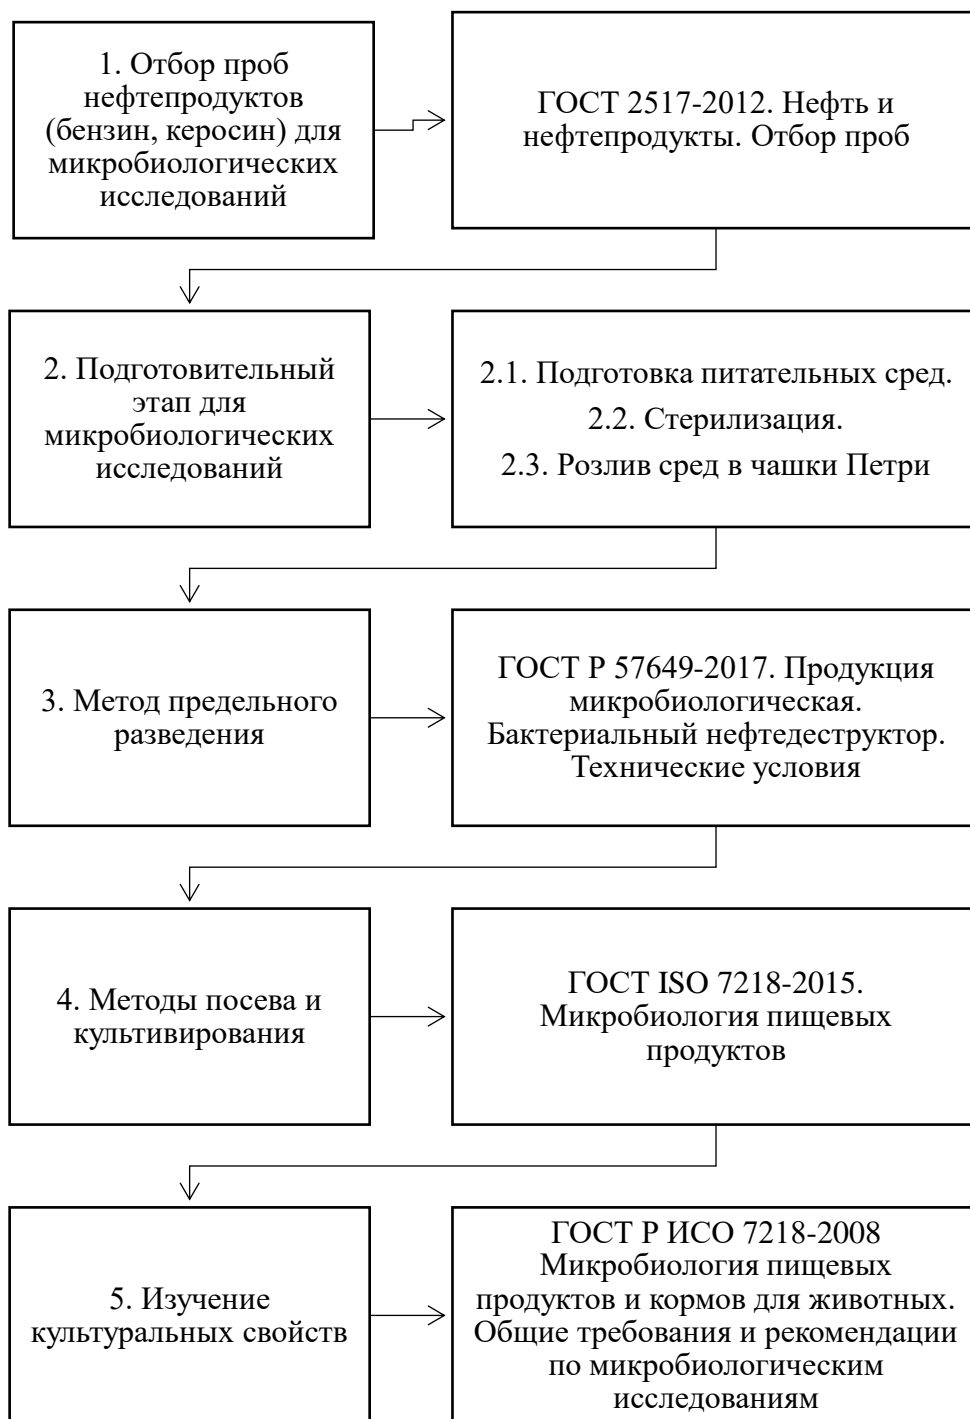 1. Отбор проб
нефтепродуктов
(бензин, керосин) для
микробиологических
исследований
ГОСТ 2517-2012. Нефть и
нефтепродукты. Отбор проб
2. Подготовительный
этап для
микробиологических
исследований
2.1. Подготовка питательных сред.
2.2. Стерилизация.
2.3. Розлив сред в чашки Петри
3. Метод предельного
разведения
ГОСТ Р 57649-2017. Продукция
микробиологическая.
Бактериальный нефтедеструктор.
Технические условия
4. Методы посева и
культивирования
ГОСТ ISO 7218-2015.
Микробиология пищевых
продуктов
5. Изучение
культуральных свойств
ГОСТ Р ИСО 7218-2008
Микробиология пищевых
продуктов и кормов для животных.
Общие требования и рекомендации
по микробиологическим
исследованиям